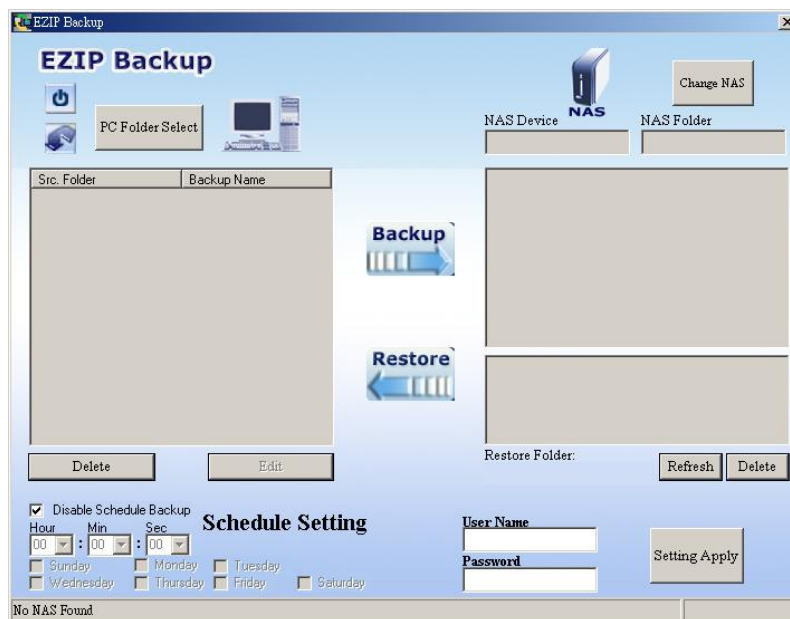 EZIP Backup
EZIP Backup
PC Folder Select
j
NAS
Change NAS
NAS Device
NAS Folder
Src. Folder
Backup Name
Backup
Restore
Delete
Edit
Restore Folder:
Refresh
Delete
Disable Schedule Backup
Hour Min Sec
00 : 00 : 00
Schedule Setting
Sunday Monday Tuesday
Wednesday Thursday Friday Saturday
User Name
Password
Setting Apply
No NAS Found